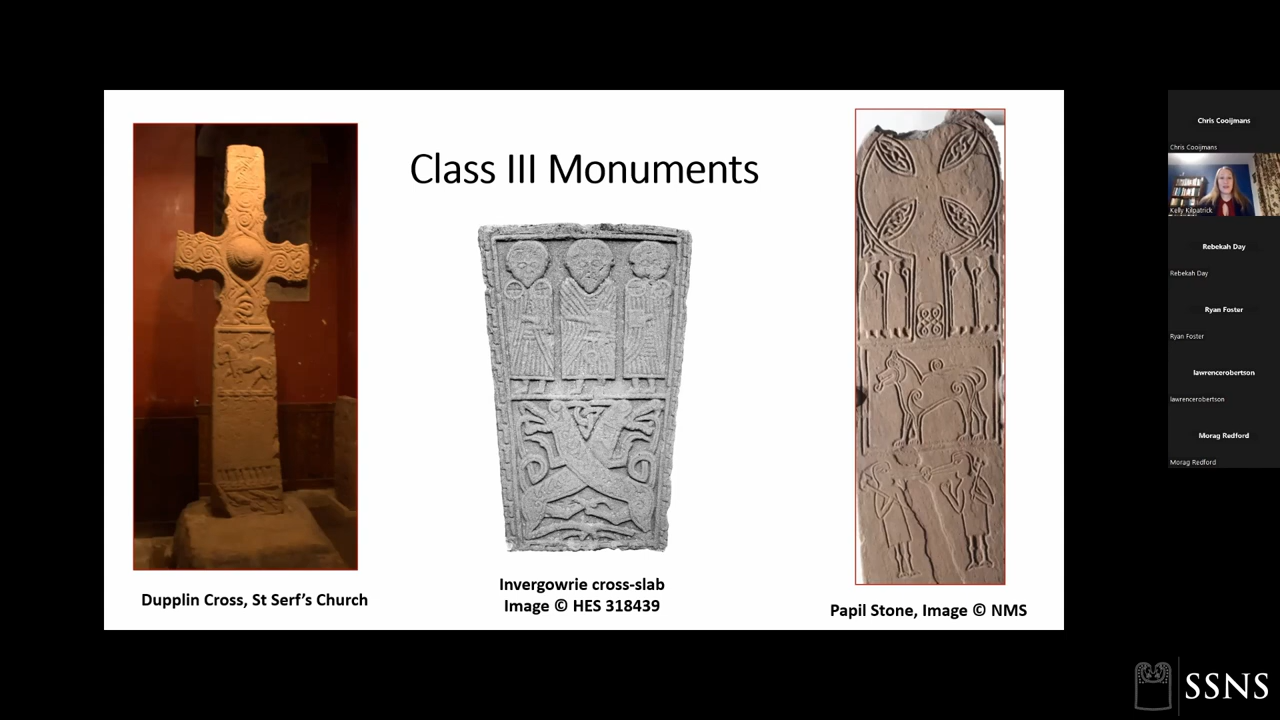 Class III Monuments
Dupplin Cross, St Serf’s Church
Invergowrie cross-slab
Image © HES 318439
Papil Stone, Image © NMS
Chris Cooijmans
Chris Cooijmans
Kelly Kilpatrick
Rebekah Day
Rebekah Day
Ryan Foster
Ryan Foster
lawrencerobertson
lawrencerobertson
Morag Redford
Morag Redford
SSNS